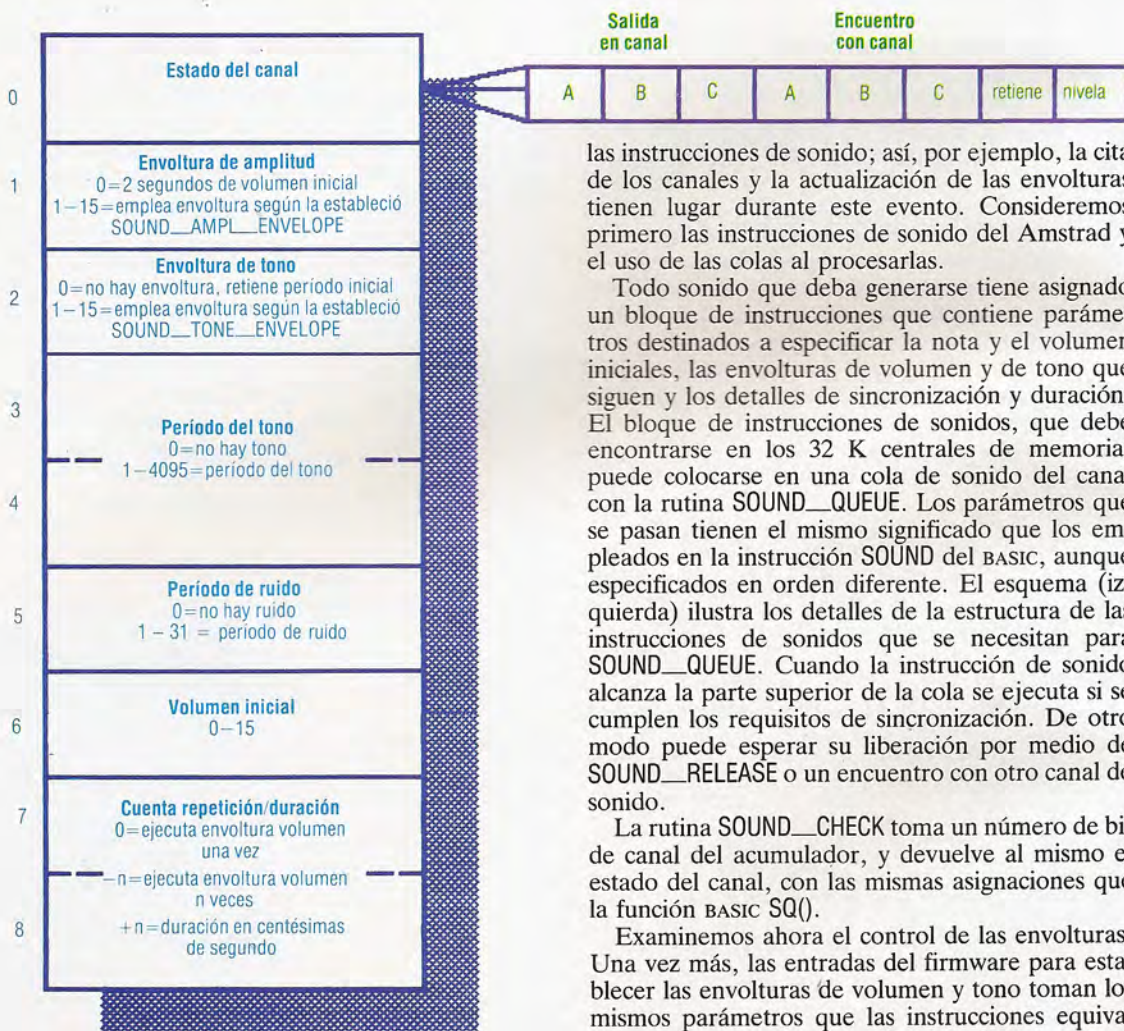 Salida
en canal
Encuentro
con canal
A B C A B C retiene nivela
0
Estado del canal
1
Envoltura de amplitud
0=2 segundos de volumen inicial
1–15=emplea envoltura según la estableció
SOUND__AMPL__ENVELOPE
2
Envoltura de tono
0=no hay envoltura, retiene período inicial
1–15=emplea envoltura según la estableció
SOUND__TONE__ENVELOPE
3
Período del tono
0=no hay tono
1–4095=período del tono
4
5
Período de ruido
0=no hay ruido
1 – 31 = período de ruido
6
Volumen inicial
0–15
7
Cuenta repetición/duración
0=ejecuta envoltura volumen
una vez
–n=ejecuta envoltura volumen
n veces
8
+n=duración en centésimas
de segundo
las instrucciones de sonido; así, por ejemplo, la cita
de los canales y la actualización de las envolturas
tienen lugar durante este evento. Consideremos
primero las instrucciones de sonido del Amstrad y
el uso de las colas al procesarlas.
Todo sonido que deba generarse tiene asignado
un bloque de instrucciones que contiene paráme
tros destinados a especificar la nota y el volumen
iniciales, las envolturas de volumen y de tono que
siguen y los detalles de sincronización y duración
El bloque de instrucciones de sonidos, que debe
encontrarse en los 32 K centrales de memoria
puede colocarse en una cola de sonido del canal
con la rutina SOUND__QUEUE. Los parámetros que
se pasan tienen el mismo significado que los em
pleados en la instrucción SOUND del BASIC, aunque
especificados en orden diferente. El esquema (iz
quierda) ilustra los detalles de la estructura de las
instrucciones de sonidos que se necesitan para
SOUND__QUEUE. Cuando la instrucción de sonido
alcanza la parte superior de la cola se ejecuta si se
cumplen los requisitos de sincronización. De otro
modo puede esperar su liberación por medio de
SOUND__RELEASE o un encuentro con otro canal de
sonido.
La rutina SOUND__CHECK toma un número de bi
de canal del acumulador, y devuelve al mismo e
estado del canal, con las mismas asignaciones que
la función BASIC SQ().
Examinemos ahora el control de las envolturas
Una vez más, las entradas del firmware para esta
blecer las envolturas de volumen y tono toman lo
mismos parámetros que las instrucciones equiva